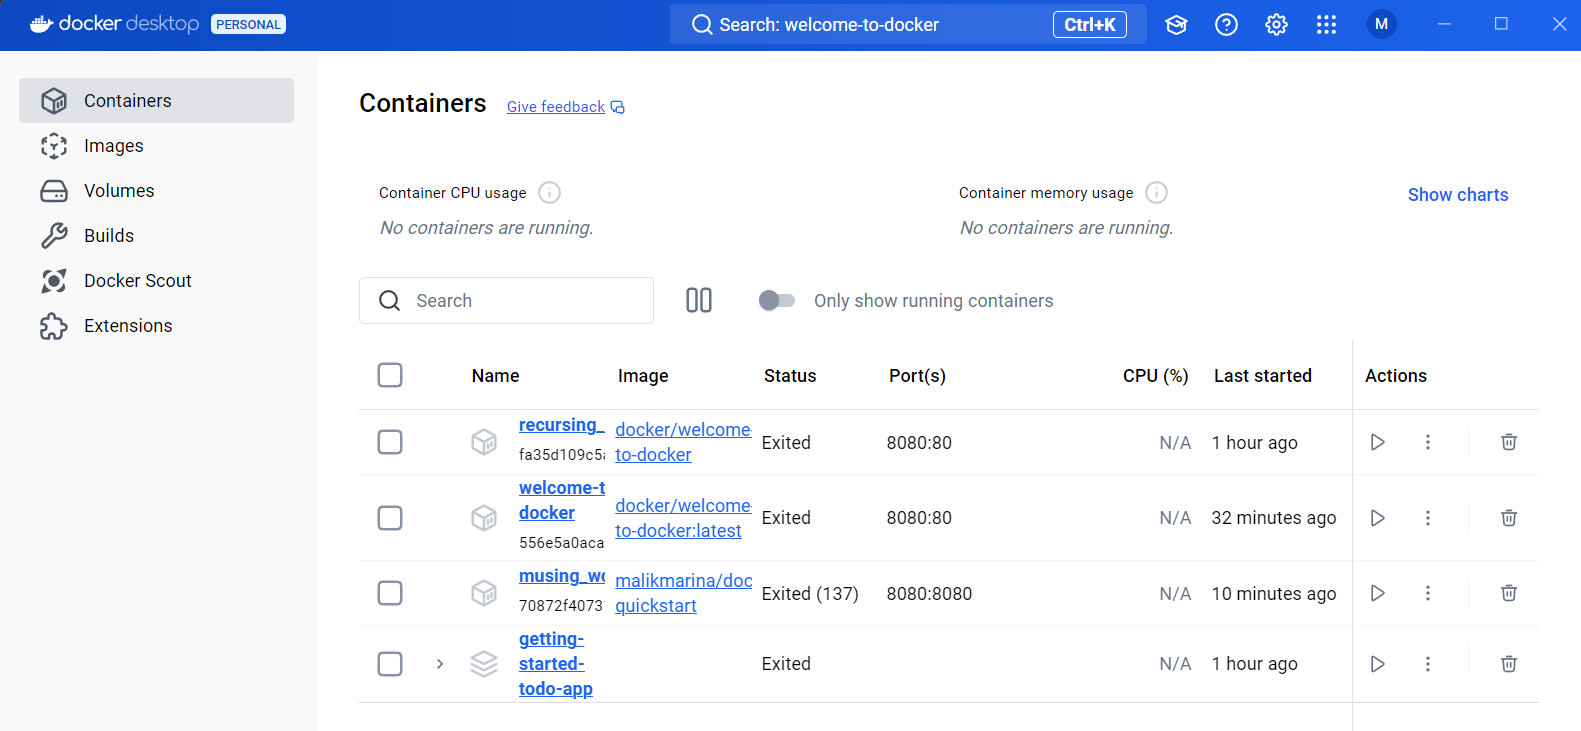 docker desktop PERSONAL
Search: welcome-to-docker Ctrl+K
M
Containers
Images
Volumes
Builds
Docker Scout
Extensions
Containers Give feedback
Container CPU usage
No containers are running.
Container memory usage
No containers are running.
Show charts
Search
Only show running containers
Name Image Status Port(s) CPU (%) Last started Actions
recursing_
fa35d109c5a
docker/welcome-
to-docker
Exited 8080:80 N/A 1 hour ago
welcome-t
docker
556e5a0aca
docker/welcome-
to-docker:latest
Exited 8080:80 N/A 32 minutes ago
musing_wo
70872f4073
malikmarina/doc
quickstart
Exited (137) 8080:8080 N/A 10 minutes ago
getting-
started-
todo-app
Exited N/A 1 hour ago